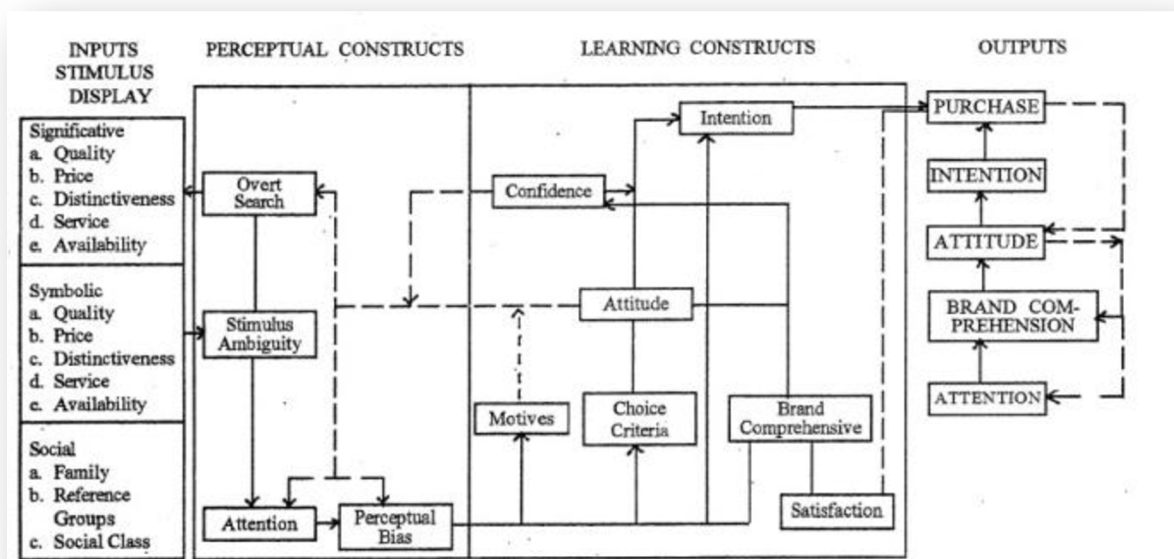 INPUTS
STIMULUS
DISPLAY
PERCEPTUAL CONSTRUCTS
LEARNING CONSTRUCTS
OUTPUTS
Significative
a. Quality
b. Price
c. Distinctiveness
d. Service
e. Availability
Symbolic
a. Quality
b. Price
c. Distinctiveness
d. Service
e. Availability
Social
a. Family
b. Reference
Groups
c. Social Class
Overt
Search
Stimulus
Ambiguity
Attention
Perceptual
Bias
Intention
Confidence
Attitude
Motives
Choice
Criteria
Brand
Comprehensive
Satisfaction
PURCHASE
INTENTION
ATTITUDE
BRAND COM-
PREHENSION
ATTENTION